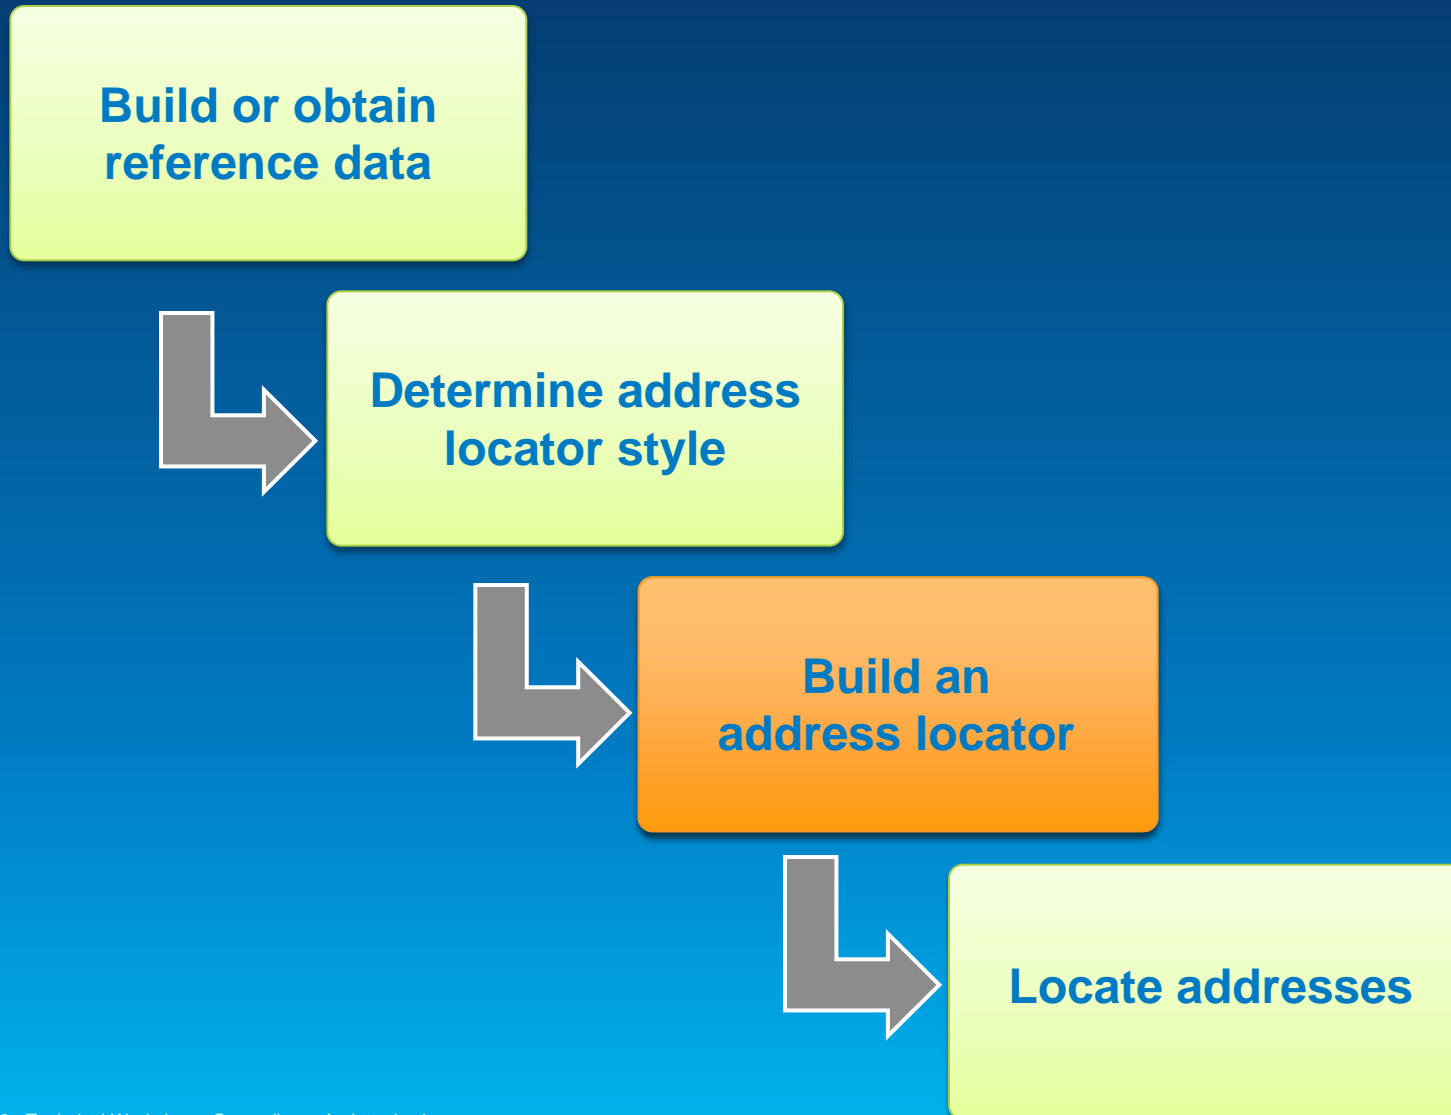 Build or obtain
reference data
Determine address
locator style
Build an
address locator
Locate addresses